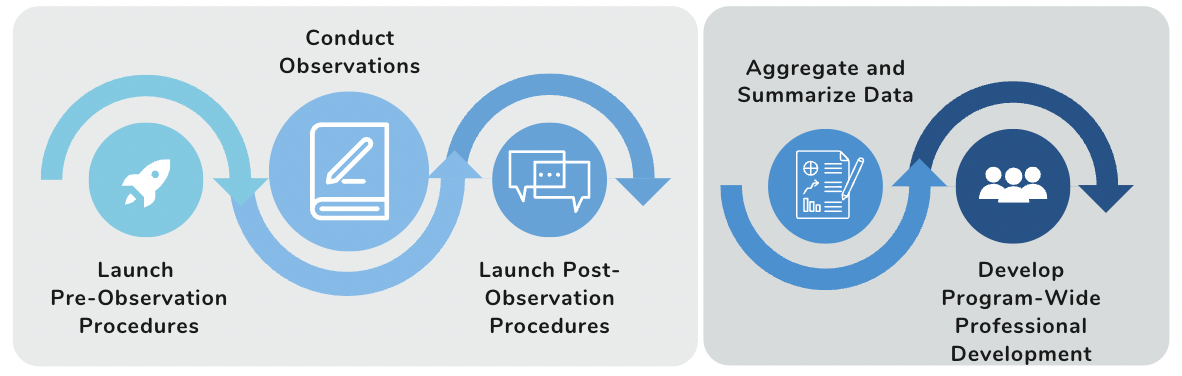 Conduct
Observations
Launch
Pre-Observation
Procedures
Launch Post-
Observation
Procedures
Aggregate and
Summarize Data
Develop
Program-Wide
Professional
Development